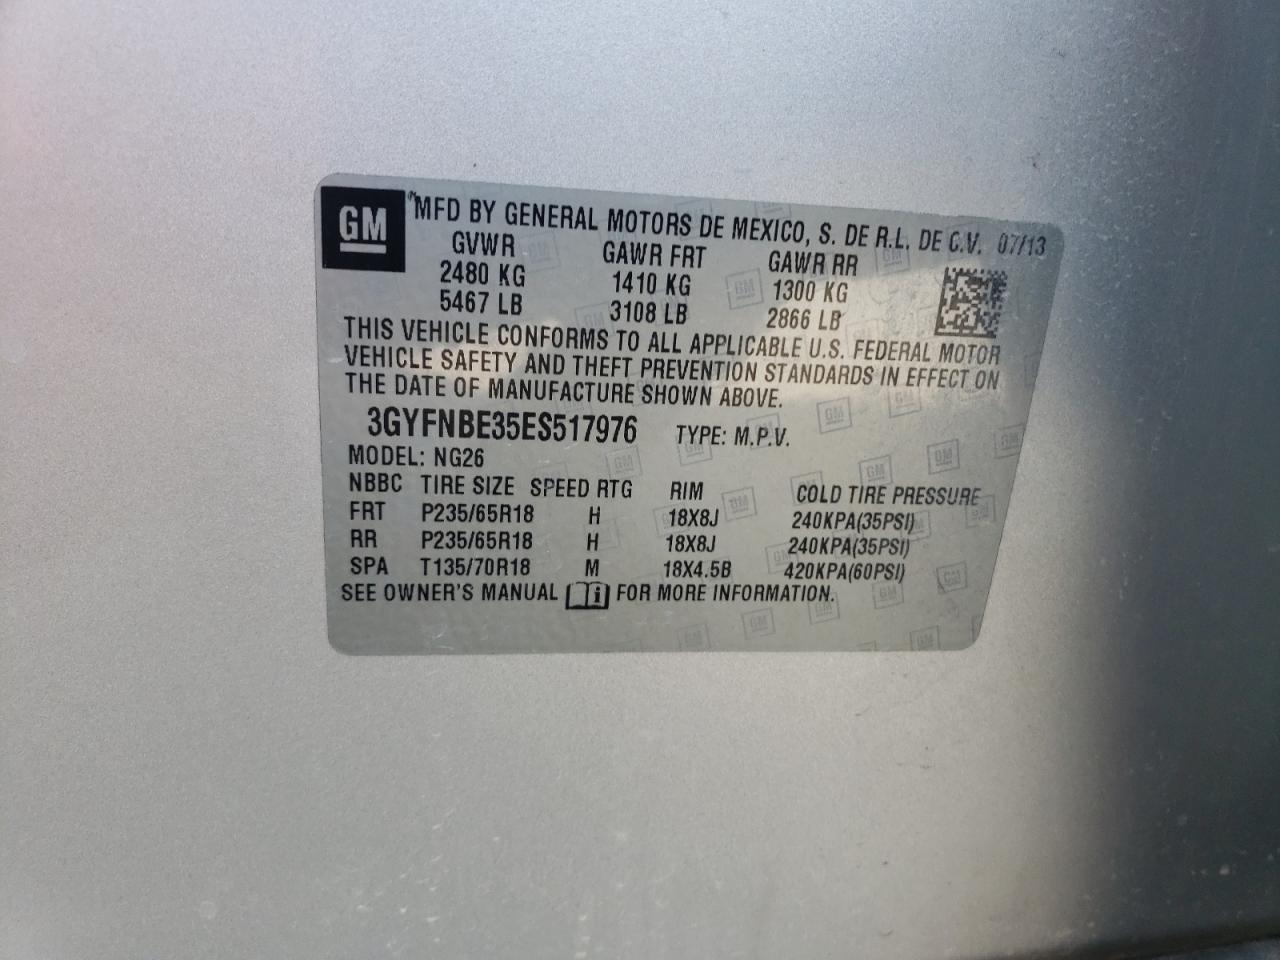 GM
MFD BY GENERAL MOTORS DE MEXICO, S. DE R.L. DE C.V. 07/13
GVWR GAWR FRT GAWR RR
2480 KG 1410 KG 1300 KG
5467 LB 3108 LB 2866 LB
THIS VEHICLE CONFORMS TO ALL APPLICABLE U.S. FEDERAL MOTOR
VEHICLE SAFETY AND THEFT PREVENTION STANDARDS IN EFFECT ON
THE DATE OF MANUFACTURE SHOWN ABOVE.
3GYFNBE35ES517976 TYPE: M.P.V.
MODEL: NG26
NBBC TIRE SIZE SPEED RTG RIM COLD TIRE PRESSURE
FRT P235/65R18 H 18X8J 240KPA(35PSI)
RR P235/65R18 H 18X8J 240KPA(35PSI)
SPA T135/70R18 M 18X4.5B 420KPA(60PSI)
SEE OWNER'S MANUAL i FOR MORE INFORMATION.